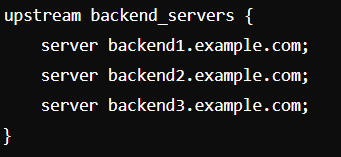 upstream backend_servers {
    server backend1.example.com;
    server backend2.example.com;
    server backend3.example.com;
}